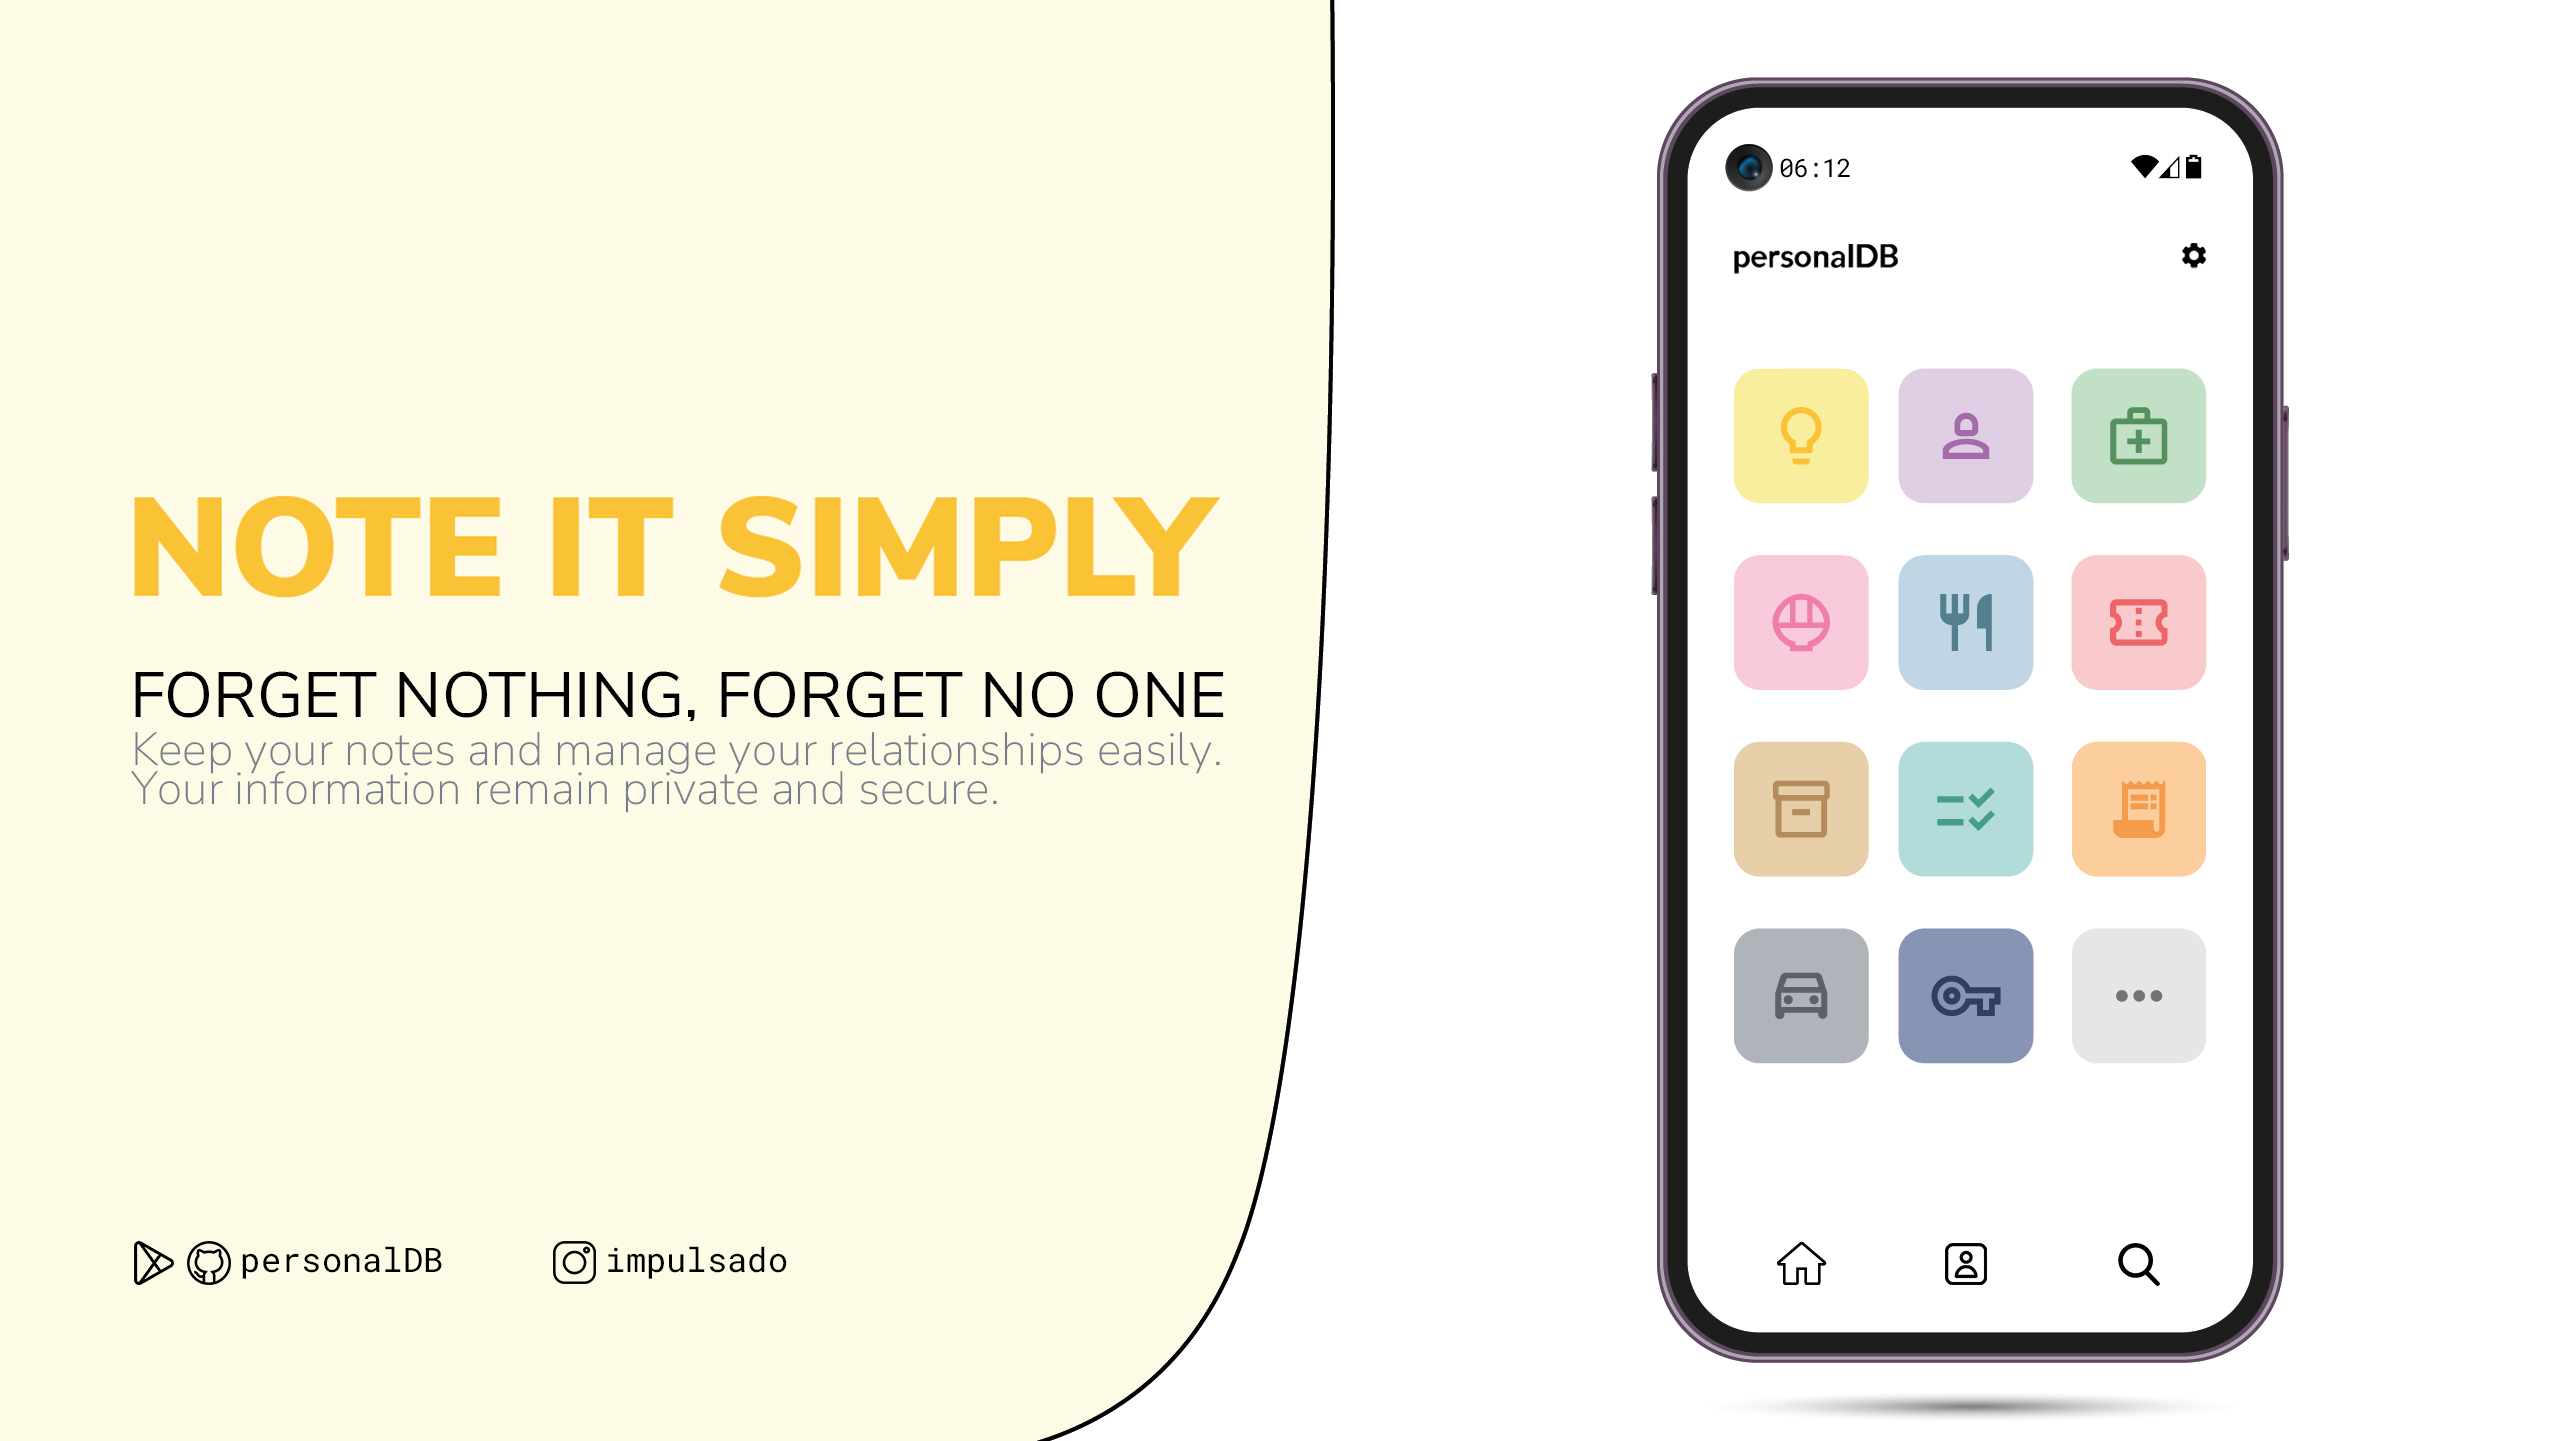 NOTE IT SIMPLY
FORGET NOTHING, FORGET NO ONE
Keep your notes and manage your relationships easily.
Your information remain private and secure.
personalDB
impulsado
06:12
personalDB